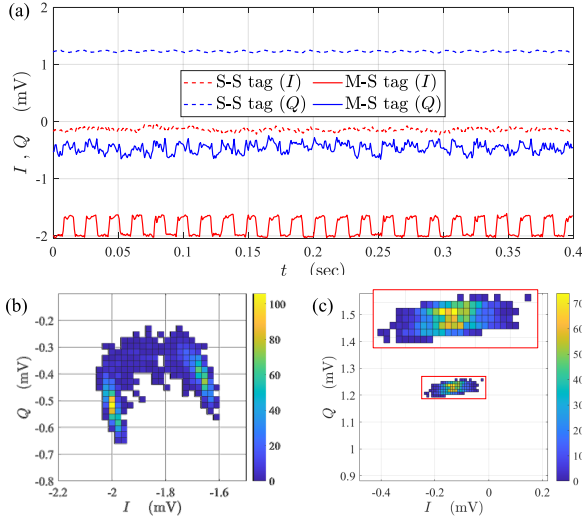 (a)
2
1
0
-1
-2
I , Q (mV)
S-S tag (I) M-S tag (I)
S-S tag (Q) M-S tag (Q)
0 0.05 0.1 0.15 0.2 0.25 0.3 0.35 0.4
t (sec)
(b)
-0.2
-0.3
-0.4
-0.5
-0.6
-0.7
-0.8
Q (mV)
-2.2 -2 -1.8 -1.6
I (mV)
100
80
60
40
20
0
(c)
1.6
1.5
1.4
1.3
1.2
1.1
1
0.9
Q (mV)
-0.4 -0.2 0 0.2
I (mV)
70
60
50
40
30
20
10
0